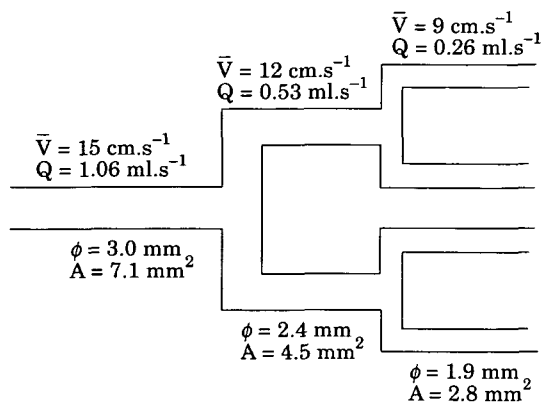 V̄ = 9 cm.s⁻¹
Q = 0.26 ml.s⁻¹
V̄ = 12 cm.s⁻¹
Q = 0.53 ml.s⁻¹
V̄ = 15 cm.s⁻¹
Q = 1.06 ml.s⁻¹
ϕ = 3.0 mm
A = 7.1 mm²
ϕ = 2.4 mm
A = 4.5 mm²
ϕ = 1.9 mm
A = 2.8 mm²